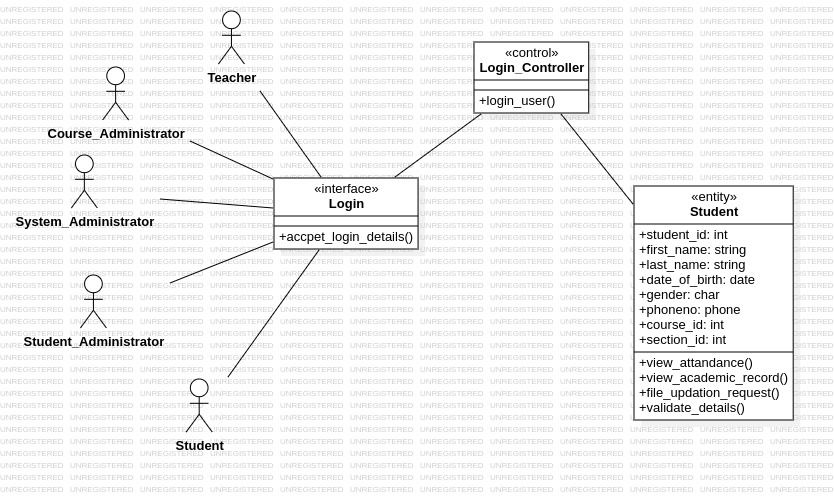 Teacher
Course_Administrator
System_Administrator
Student_Administrator
Student
«interface»
Login
+accpet_login_details()
«control»
Login_Controller
+login_user()
«entity»
Student
+student_id: int
+first_name: string
+last_name: string
+date_of_birth: date
+gender: char
+phoneno: phone
+course_id: int
+section_id: int
+view_attandance()
+view_academic_record()
+file_updation_request()
+validate_details()
UNREGISTERED